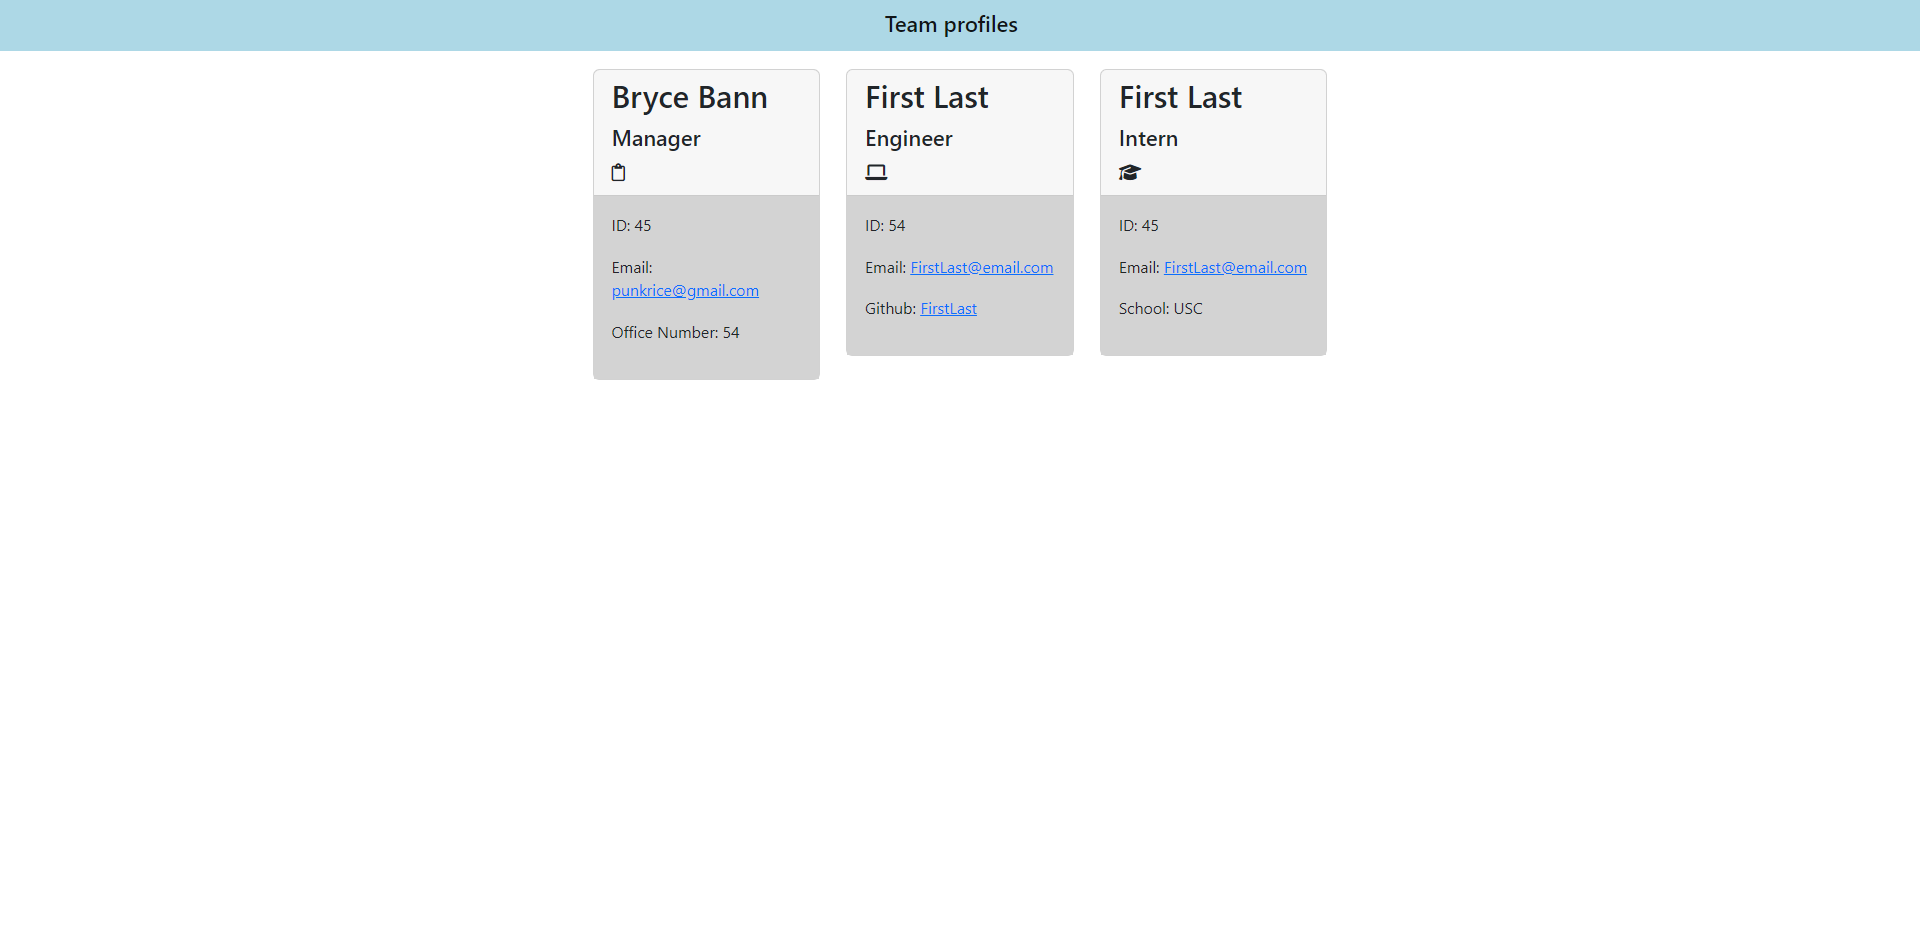 Team profiles
Bryce Bann
Manager
ID: 45
Email:
punkrice@gmail.com
Office Number: 54
First Last
Engineer
ID: 54
Email: FirstLast@email.com
Github: FirstLast
First Last
Intern
ID: 45
Email: FirstLast@email.com
School: USC